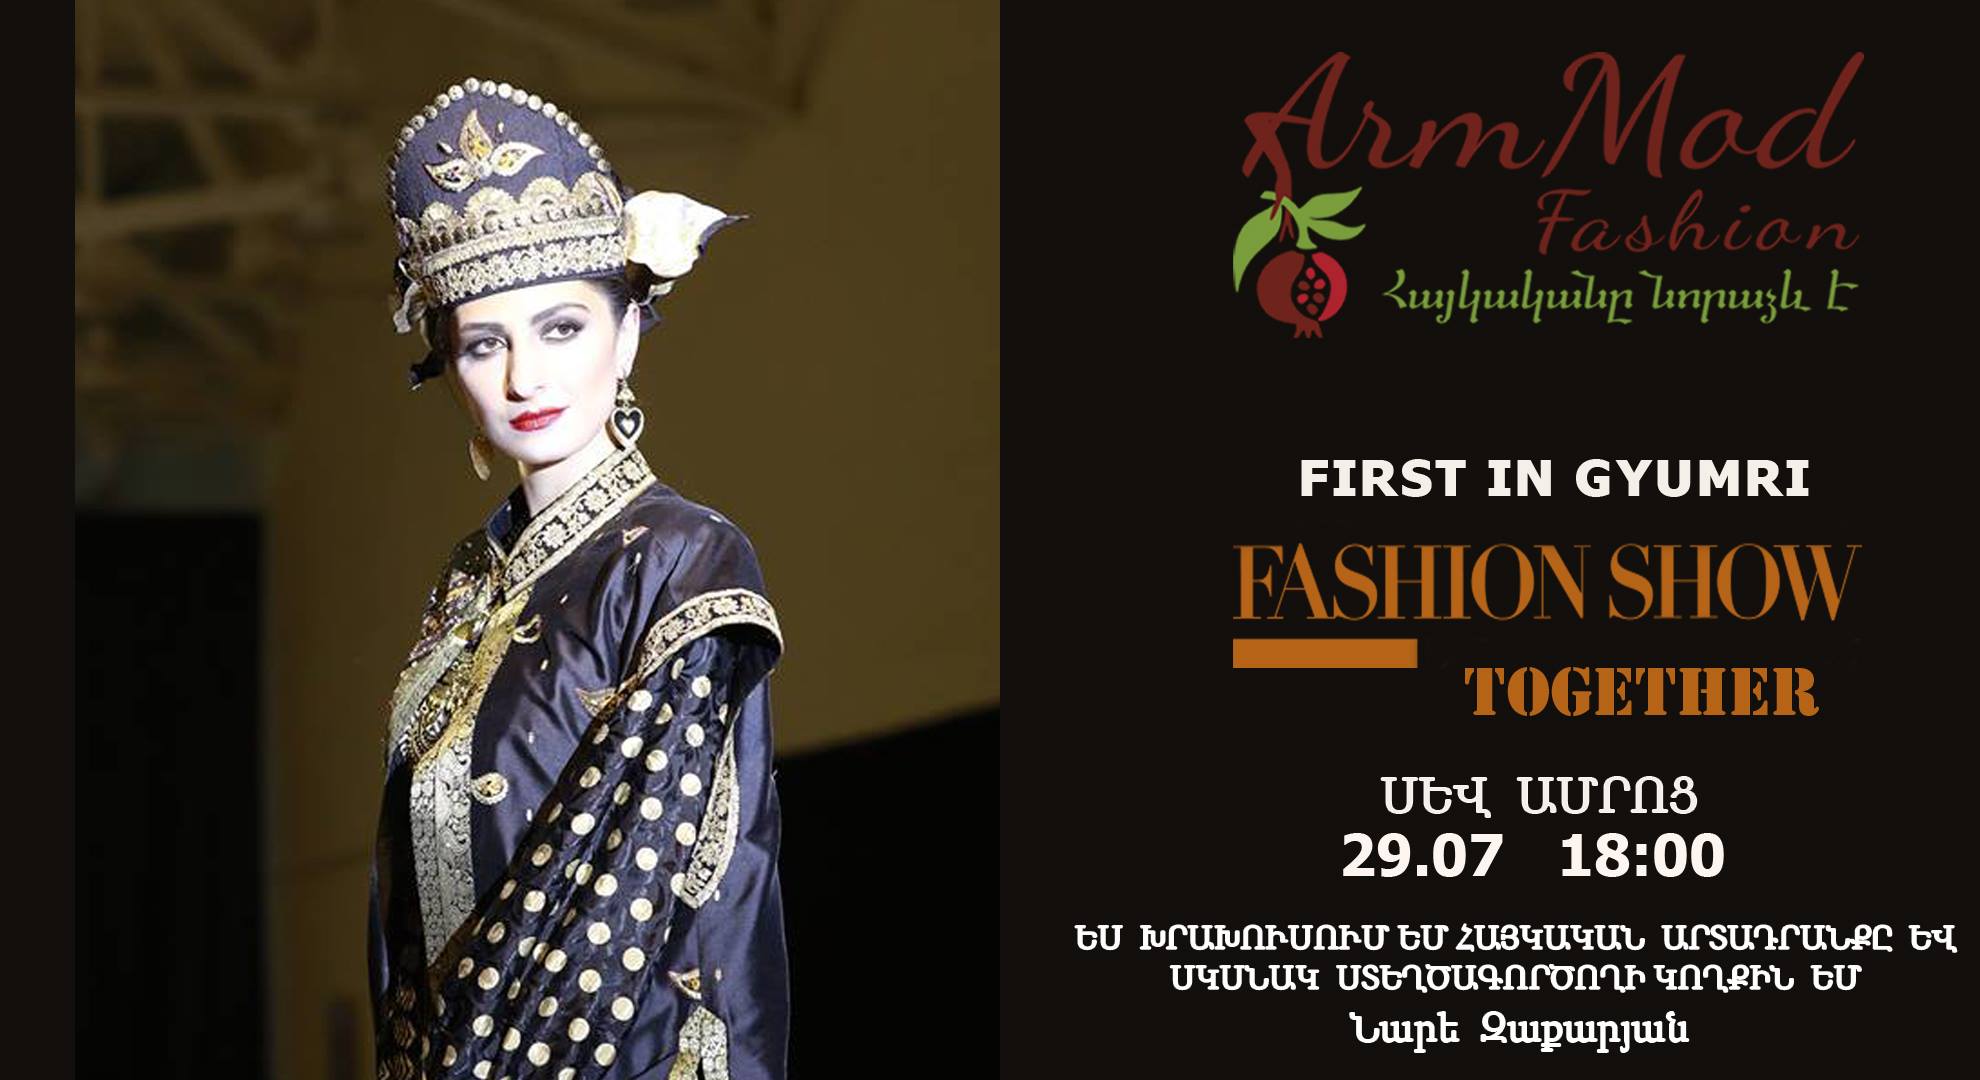 ArmMod
Fashion
Հայկականը նորաձև է
FIRST IN GYUMRI
FASHION SHOW
TOGETHER
ՍԵՎ ԱՄՐՈՑ
29.07 18:00
ԵՍ ԽՐԱԽՈՒՍՈՒՄ ԵՄ ՀԱՅԿԱԿԱՆ ԱՐՏԱԴՐԱՆՔԸ ԵՎ
ՍԿՍՆԱԿ ՍՏԵՂԾԱԳՈՐԾՈՂԻ ԿՈՂՔԻՆ ԵՄ
Նարե Զաքարյան